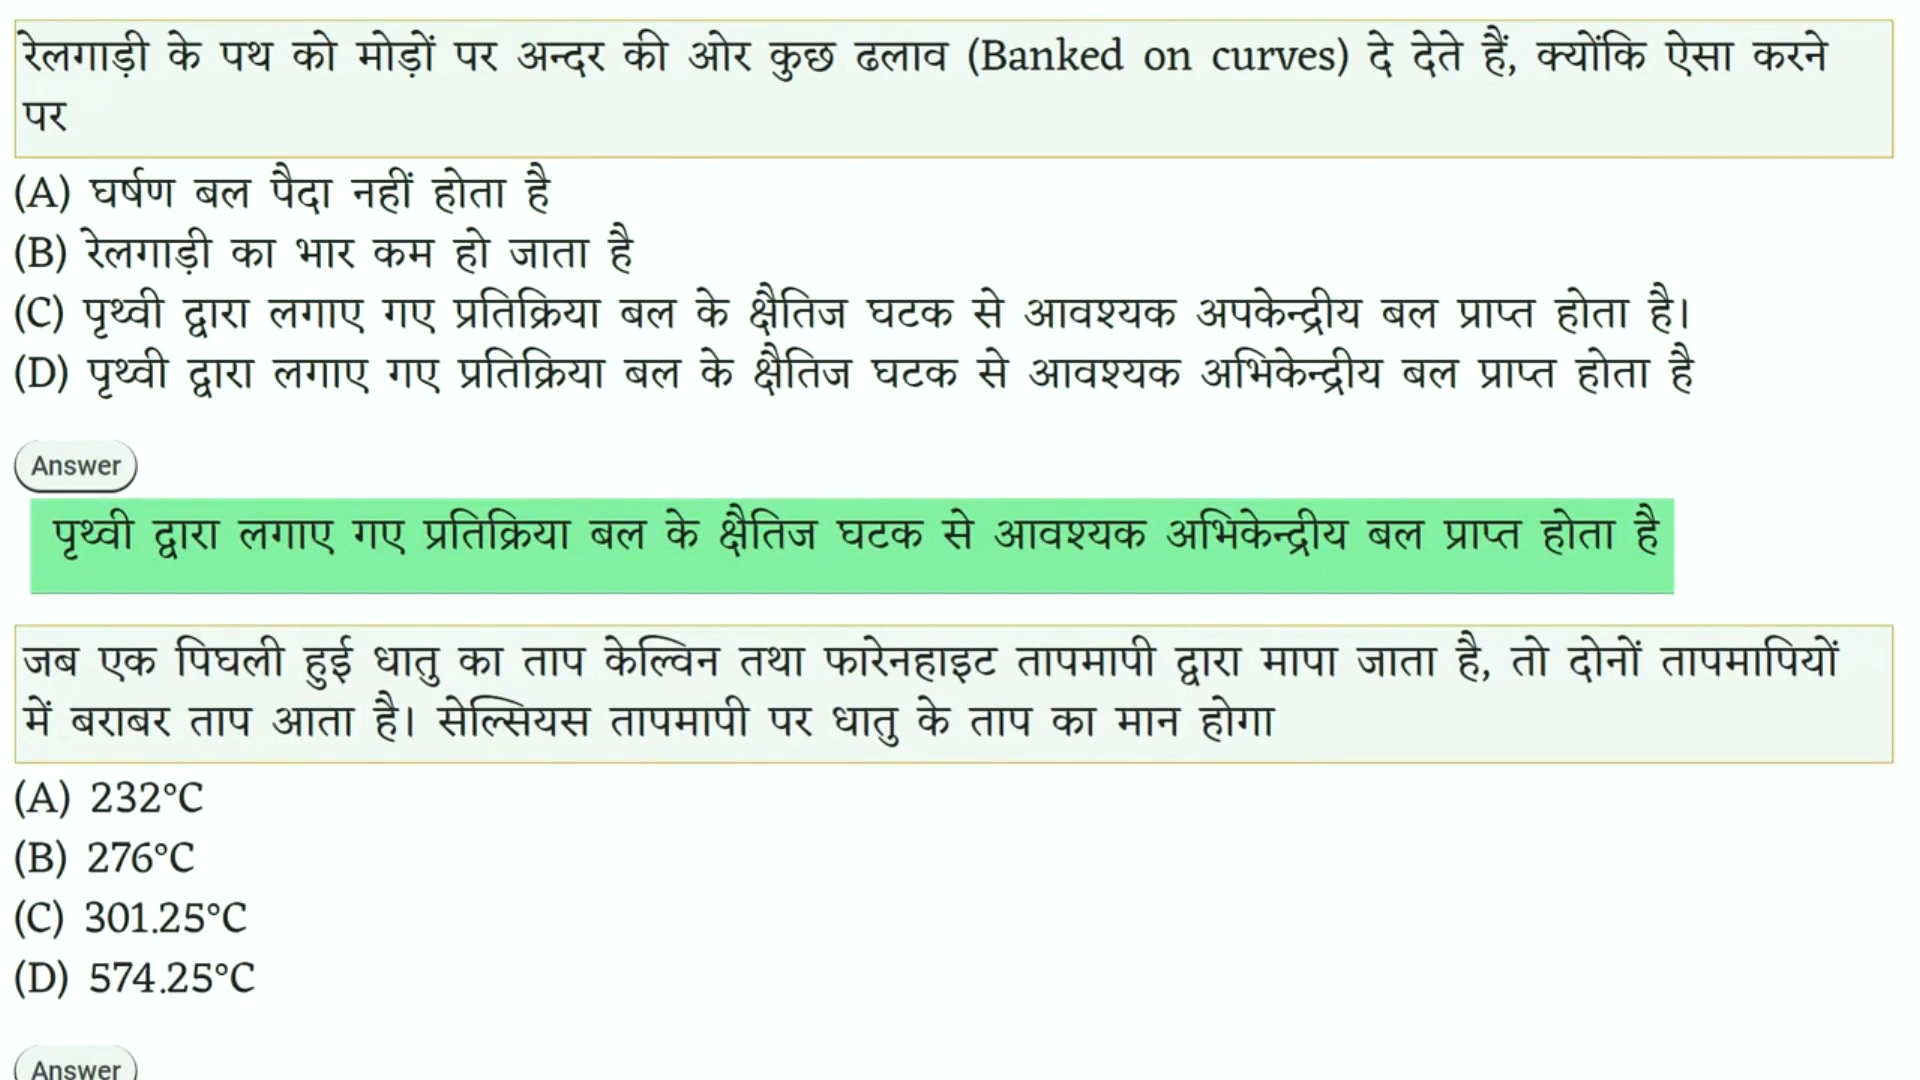 रेलगाड़ी के पथ को मोड़ों पर अन्दर की ओर कुछ ढलाव (Banked on curves) दे देते हैं, क्योंकि ऐसा करने
पर
(A) घर्षण बल पैदा नहीं होता है
(B) रेलगाड़ी का भार कम हो जाता है
(C) पृथ्वी द्वारा लगाए गए प्रतिक्रिया बल के क्षैतिज घटक से आवश्यक अपकेन्द्रीय बल प्राप्त होता है।
(D) पृथ्वी द्वारा लगाए गए प्रतिक्रिया बल के क्षैतिज घटक से आवश्यक अभिकेन्द्रीय बल प्राप्त होता है
Answer
पृथ्वी द्वारा लगाए गए प्रतिक्रिया बल के क्षैतिज घटक से आवश्यक अभिकेन्द्रीय बल प्राप्त होता है
जब एक पिघली हुई धातु का ताप केल्विन तथा फारेनहाइट तापमापी द्वारा मापा जाता है, तो दोनों तापमापियों
में बराबर ताप आता है। सेल्सियस तापमापी पर धातु के ताप का मान होगा
(A) 232°C
(B) 276°C
(C) 301.25°C
(D) 574.25°C
Answer